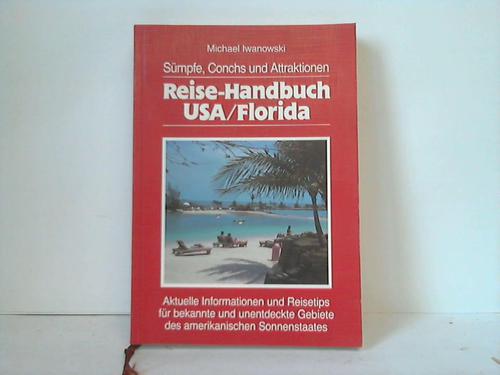 Michael Iwanowski
Sümpfe, Conchs und Attraktionen
Reise-Handbuch
USA/Florida
Aktuelle Informationen und Reisetips
für bekannte und unentdeckte Gebiete
des amerikanischen Sonnenstaates